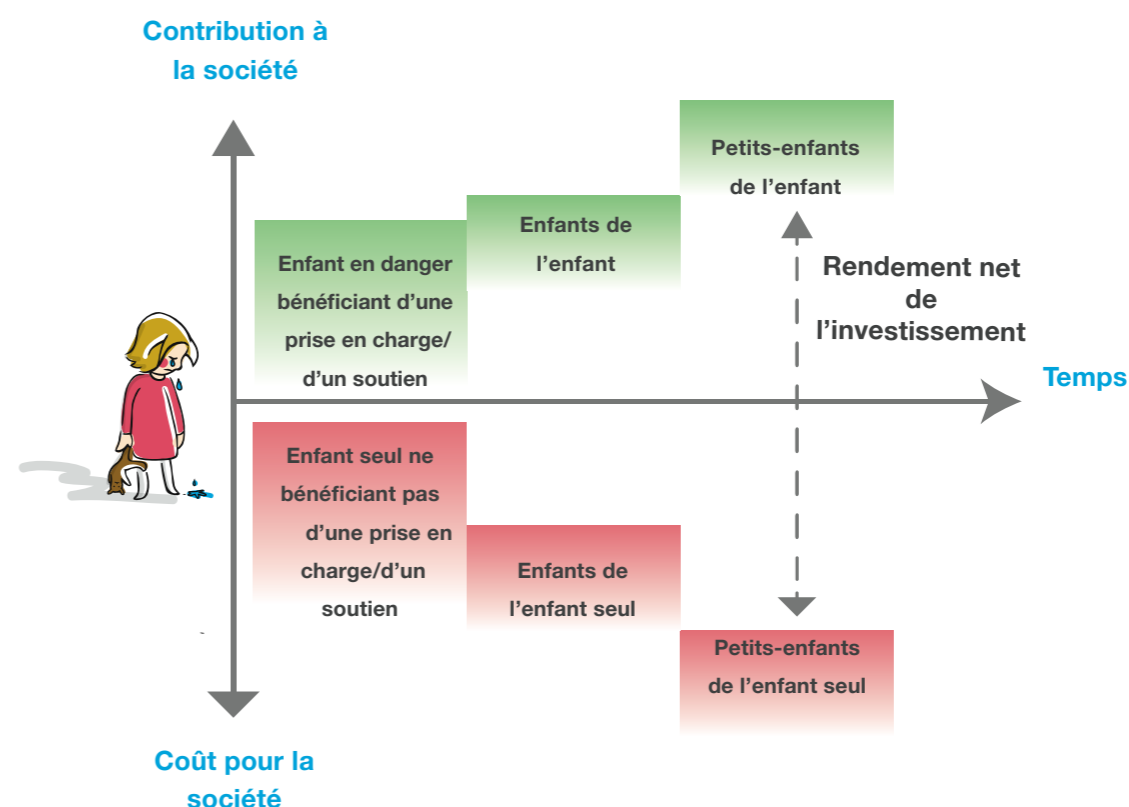 Contribution à
la société
Petits-enfants
de l’enfant
Enfants de
l’enfant
Enfant en danger
bénéficiant d’une
prise en charge/
d’un soutien
Rendement net
de
l’investissement
Temps
Enfant seul ne
bénéficiant pas
d’une prise en
charge/d’un
soutien
Enfants de
l’enfant seul
Petits-enfants
de l’enfant seul
Coût pour la
société